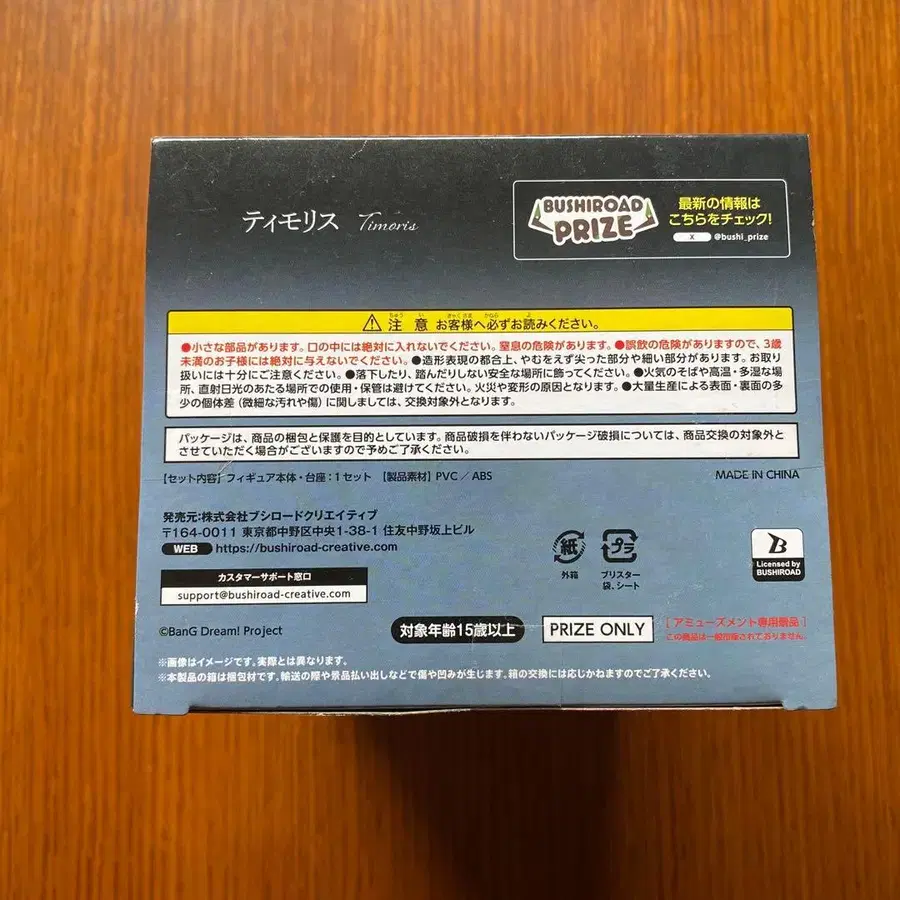 ティモリス Timoris
BUSHIROAD
PRIZE
最新の情報は
こちらをチェック!
X @bushi_prize
⚠注意 お客様へ必ずお読みください。
●小さな部品があります。口の中には絶対に入れないでください。窒息の危険があります。●誤飲の危険がありますので、3歳
未満のお子様には絶対に与えないでください。●造形表現の都合上、やむをえず尖った部分や細い部分があります。お取り
扱いには十分にご注意ください。●落下したり、踏んだりしない安全な場所に飾ってください。●火気のそばや高温・多湿な場
所、直射日光のあたる場所での使用・保管は避けてください。火災や変形の原因となります。●大量生産による表面・裏面の多
少の個体差(微細な汚れや傷)に関しましては、交換対象外となります。
パッケージは、商品の梱包と保護を目的としています。商品破損を伴わないパッケージ破損については、商品交換の対象外と
させていただく場合がございますので予めご了承ください。
【セット内容】フィギュア本体・台座:1セット 【製品素材】PVC/ABS
MADE IN CHINA
発売元:株式会社ブシロードクリエイティブ
〒164-0011 東京都中野区中央1-38-1 住友中野坂上ビル
WEB https://bushiroad-creative.com
カスタマーサポート窓口
support@bushiroad-creative.com
紙
外箱
プラ
ブリスター
袋、シート
B
Licensed by
BUSHIROAD
©BanG Dream! Project
対象年齢15歳以上
PRIZE ONLY
[アミューズメント専用景品]
この商品は一般市販されておりません。
※画像はイメージです。実際とは異なります。
※本製品の箱は梱包材です。輸送の際や景品払い出しなどで傷や凹みが生じます。箱の交換には応じかねますのでご了承ください。